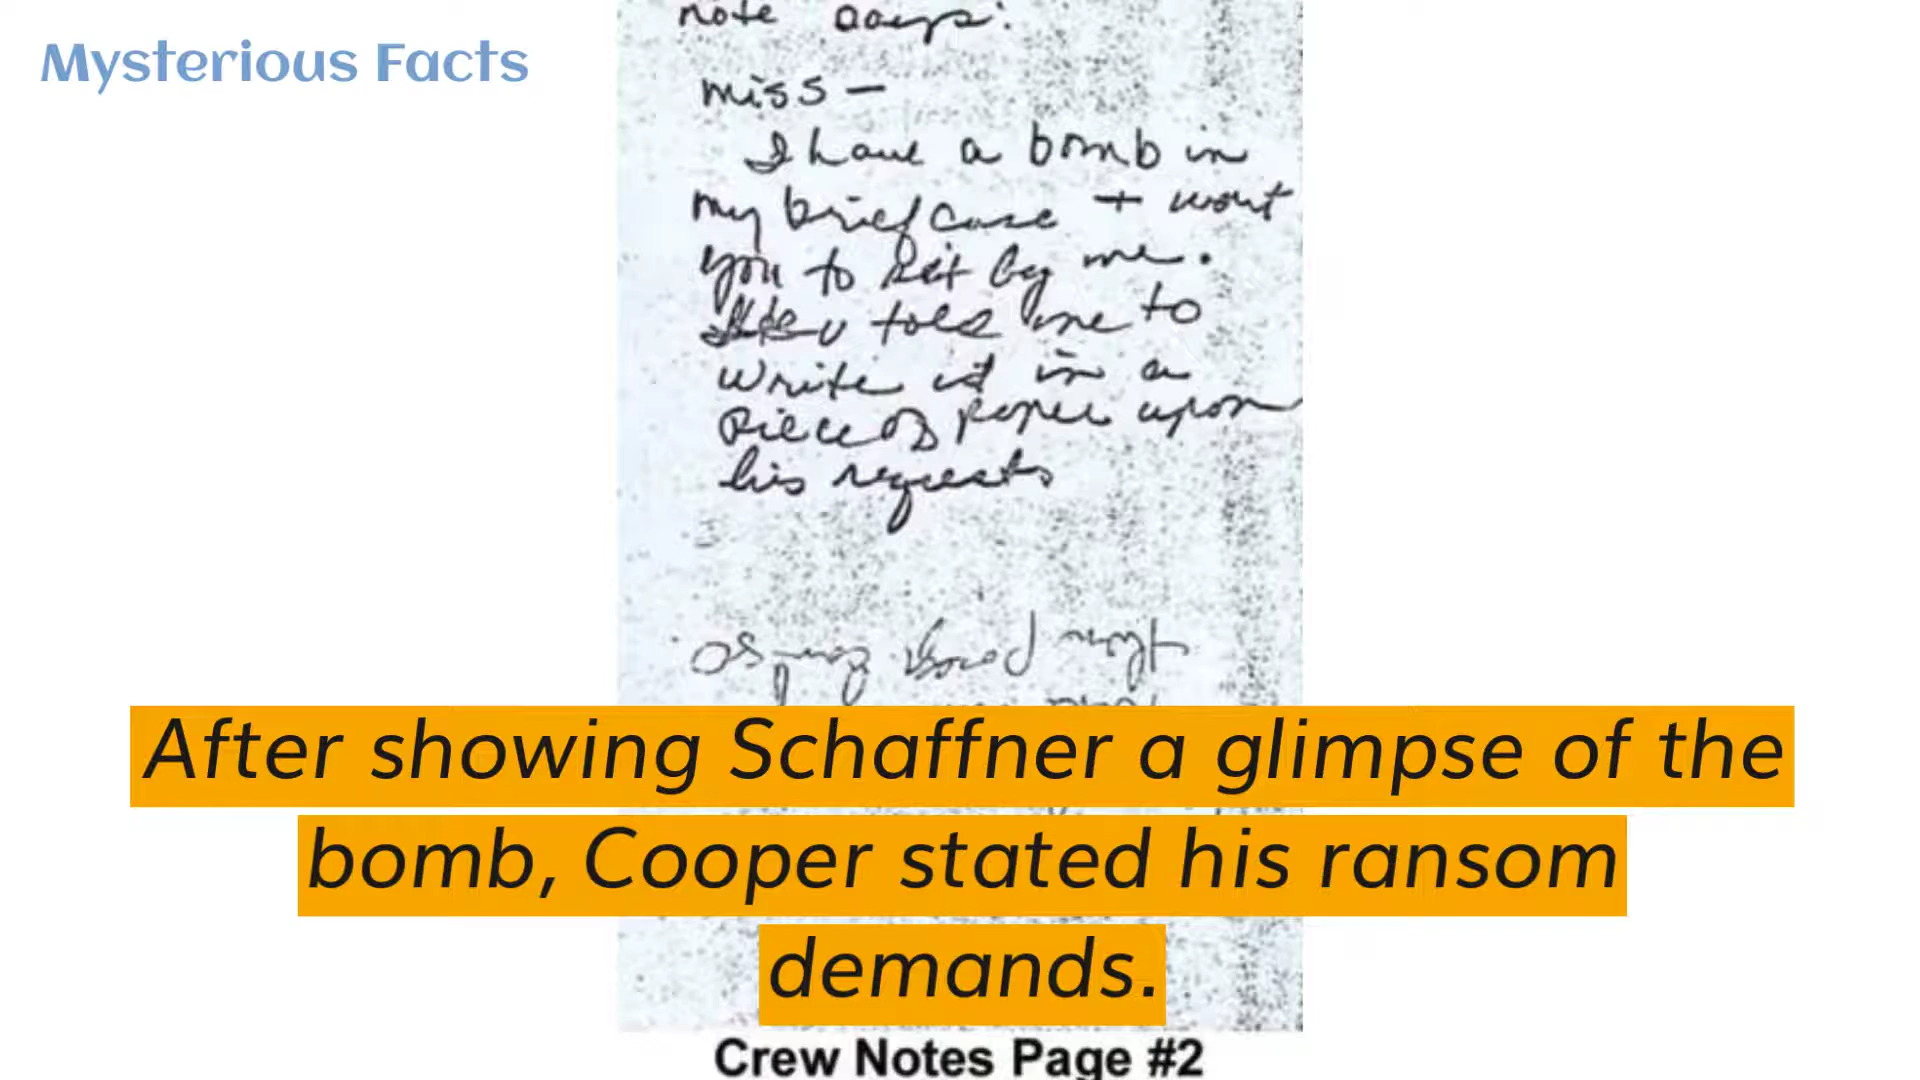 Mysterious Facts
note says:
miss —
I have a bomb in
my briefcase + want
you to sit by me.
told me to
write it in a
piece of paper upon
his requests
After showing Schaffner a glimpse of the
bomb, Cooper stated his ransom
demands.
Crew Notes Page #2